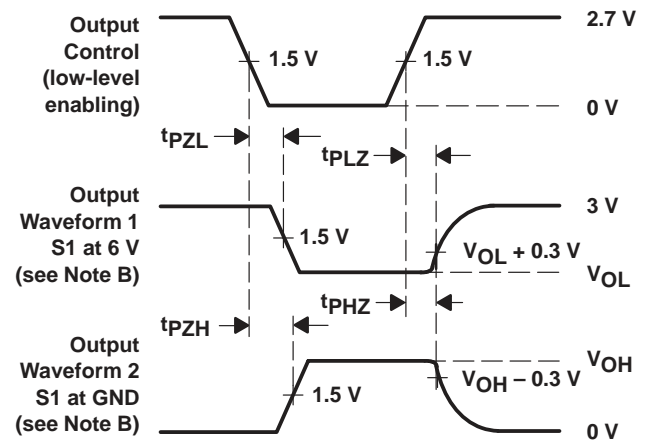 Output
Control
(low-level
enabling)
1.5 V
1.5 V
2.7 V
0 V
tPZL
tPLZ
Output
Waveform 1
S1 at 6 V
(see Note B)
1.5 V
3 V
VOL + 0.3 V
VOL
tPZH
tPHZ
Output
Waveform 2
S1 at GND
(see Note B)
1.5 V
VOH
VOH – 0.3 V
0 V